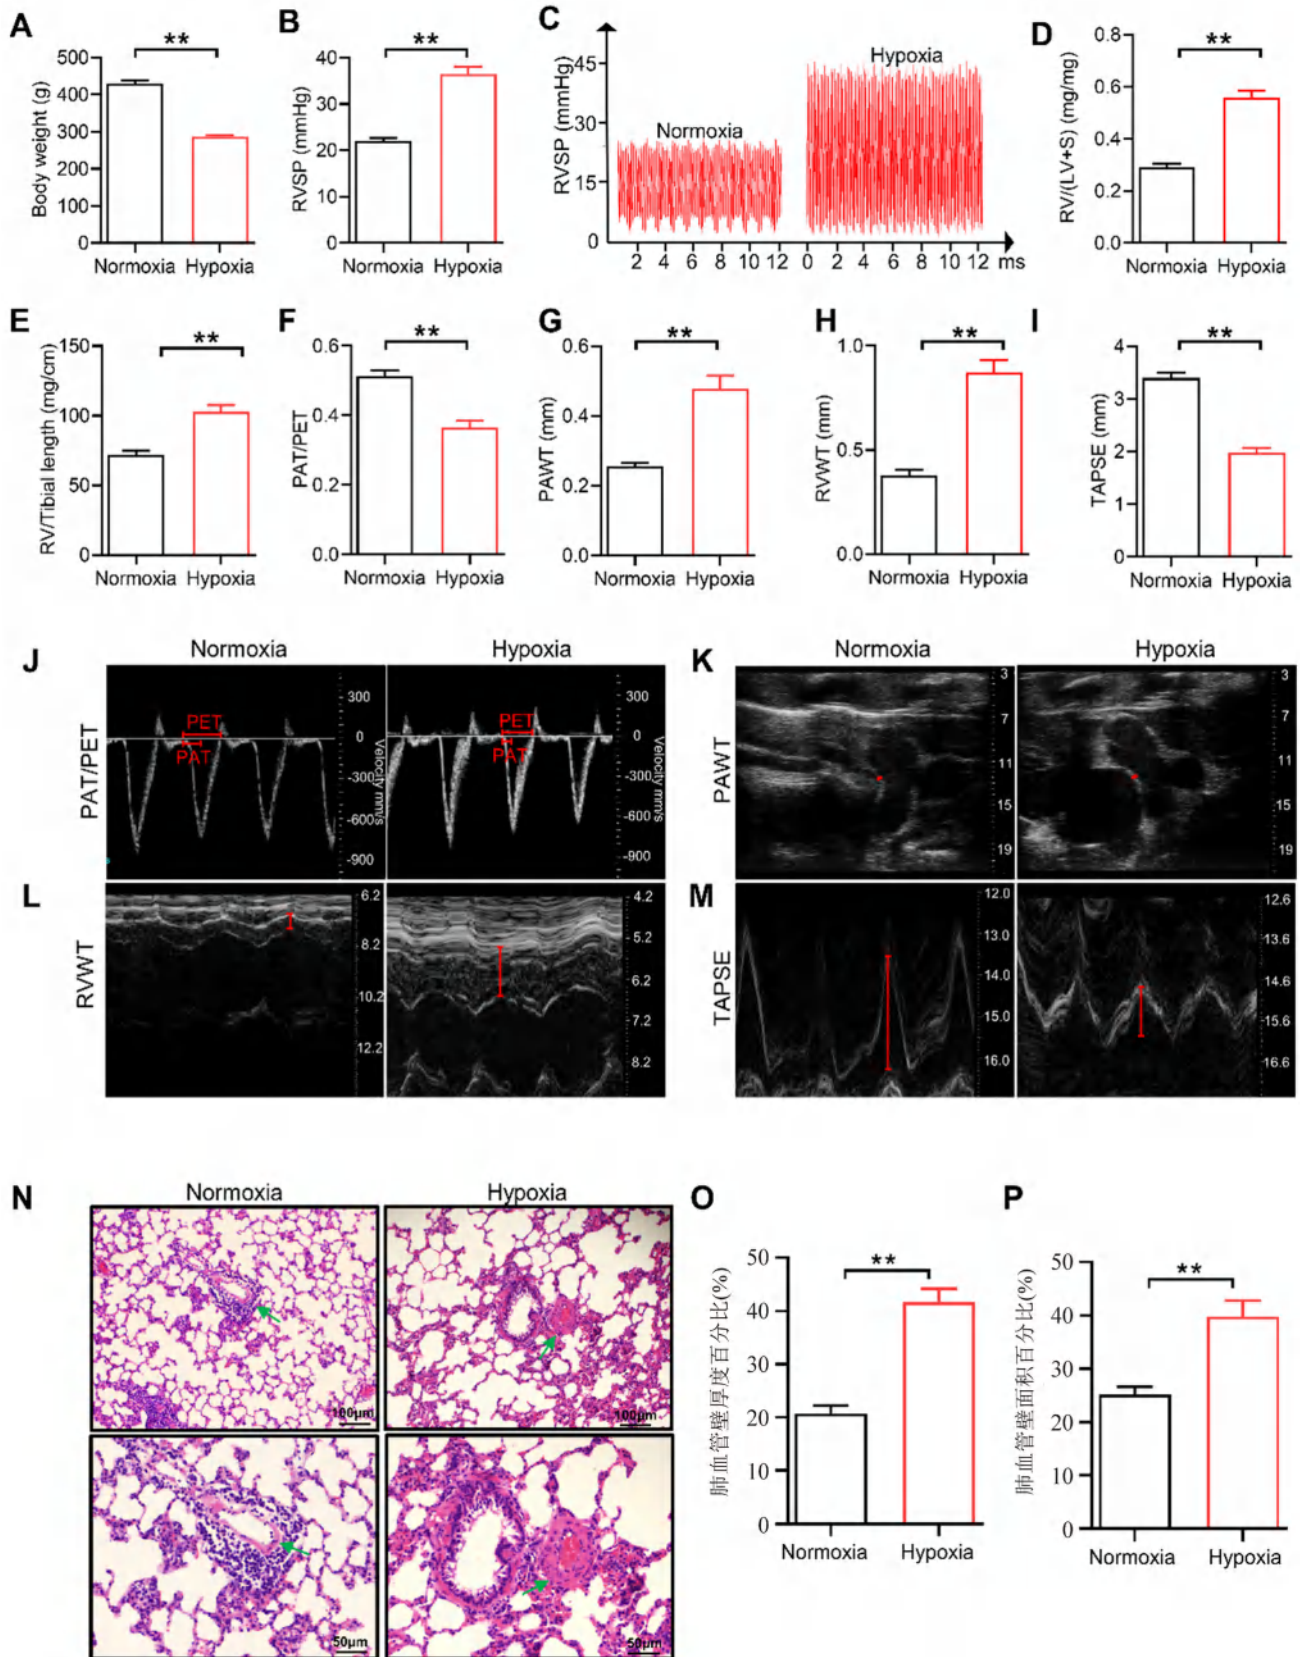 A
**
Body weight (g)
500
400
300
200
100
0
Normoxia Hypoxia
B
**
RVSP (mmHg)
40
30
20
10
0
Normoxia Hypoxia
C
RVSP (mmHg)
45
30
15
0
Normoxia
Hypoxia
2 4 6 8 10 12 0 2 4 6 8 10 12 ms
D
**
RV/(LV+S) (mg/mg)
0.8
0.6
0.4
0.2
0.0
Normoxia Hypoxia
E
**
RV/Tibial length (mg/cm)
150
100
50
0
Normoxia Hypoxia
F
**
PAT/PET
0.6
0.4
0.2
0.0
Normoxia Hypoxia
G
**
PAWT (mm)
0.6
0.4
0.2
0.0
Normoxia Hypoxia
H
**
RVWT (mm)
1.0
0.5
0.0
Normoxia Hypoxia
I
**
TAPSE (mm)
4
3
2
1
0
Normoxia Hypoxia
J
Normoxia Hypoxia
PAT/PET
PET
PAT
300
0
-300
-600
-900
Velocity mm/s
PET
PAT
300
0
-300
-600
-900
Velocity mm/s
K
Normoxia Hypoxia
PAWT
3
7
11
15
19
3
7
11
15
19
L
RVWT
6.2
8.2
10.2
12.2
4.2
5.2
6.2
7.2
8.2
M
TAPSE
12.0
13.0
14.0
15.0
16.0
12.6
13.6
14.6
15.6
16.6
N
Normoxia Hypoxia
100µm
100µm
50µm
50µm
O
**
肺血管壁厚度百分比(%)
50
40
30
20
10
0
Normoxia Hypoxia
P
**
肺血管壁面积百分比(%)
50
40
30
20
10
0
Normoxia Hypoxia